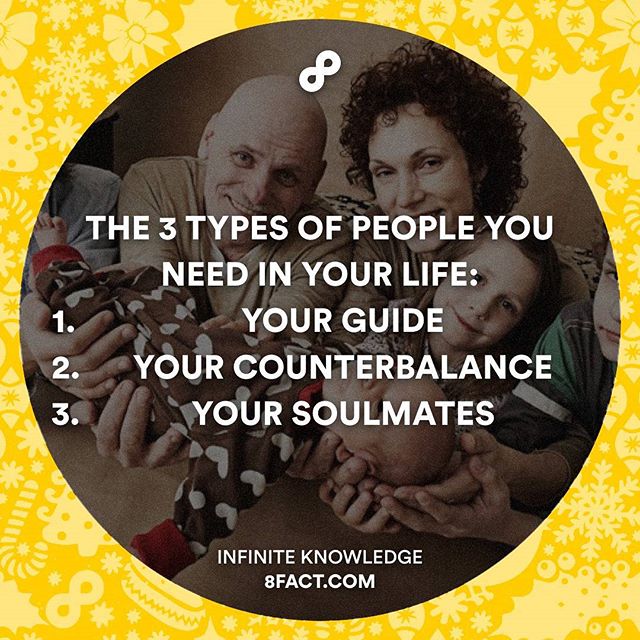 THE 3 TYPES OF PEOPLE YOU
NEED IN YOUR LIFE:
1. YOUR GUIDE
2. YOUR COUNTERBALANCE
3. YOUR SOULMATES
INFINITE KNOWLEDGE
8FACT.COM